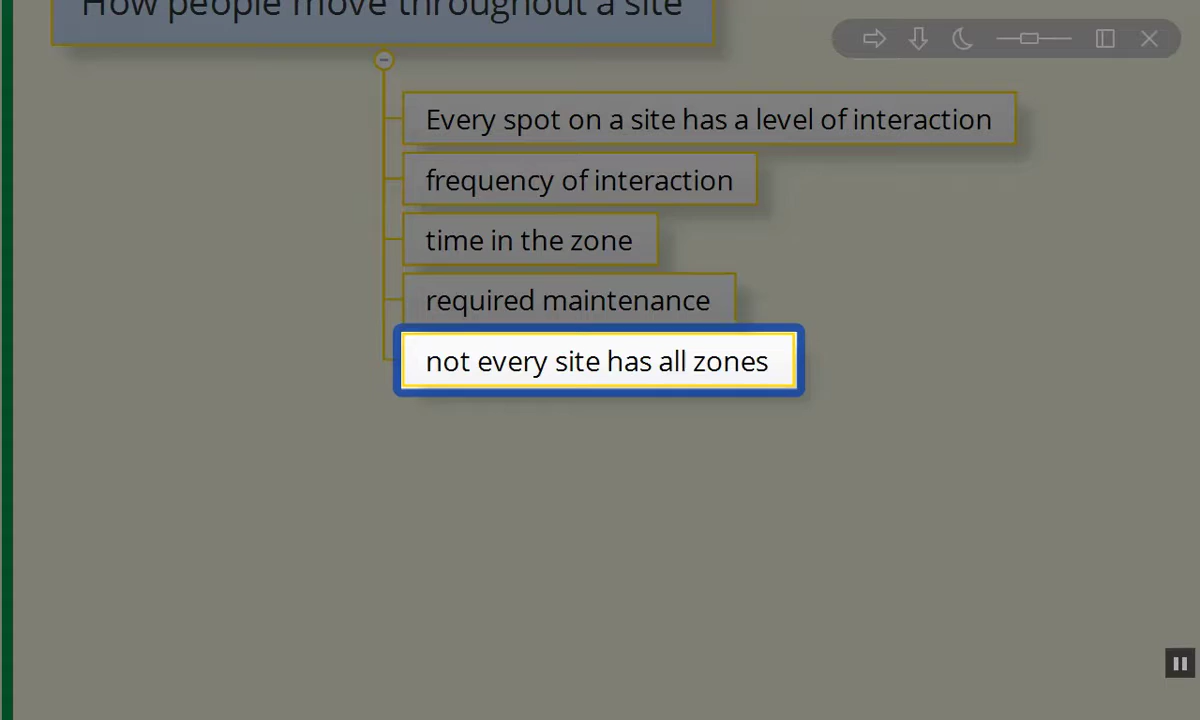 How people move throughout a site
Every spot on a site has a level of interaction
frequency of interaction
time in the zone
required maintenance
not every site has all zones